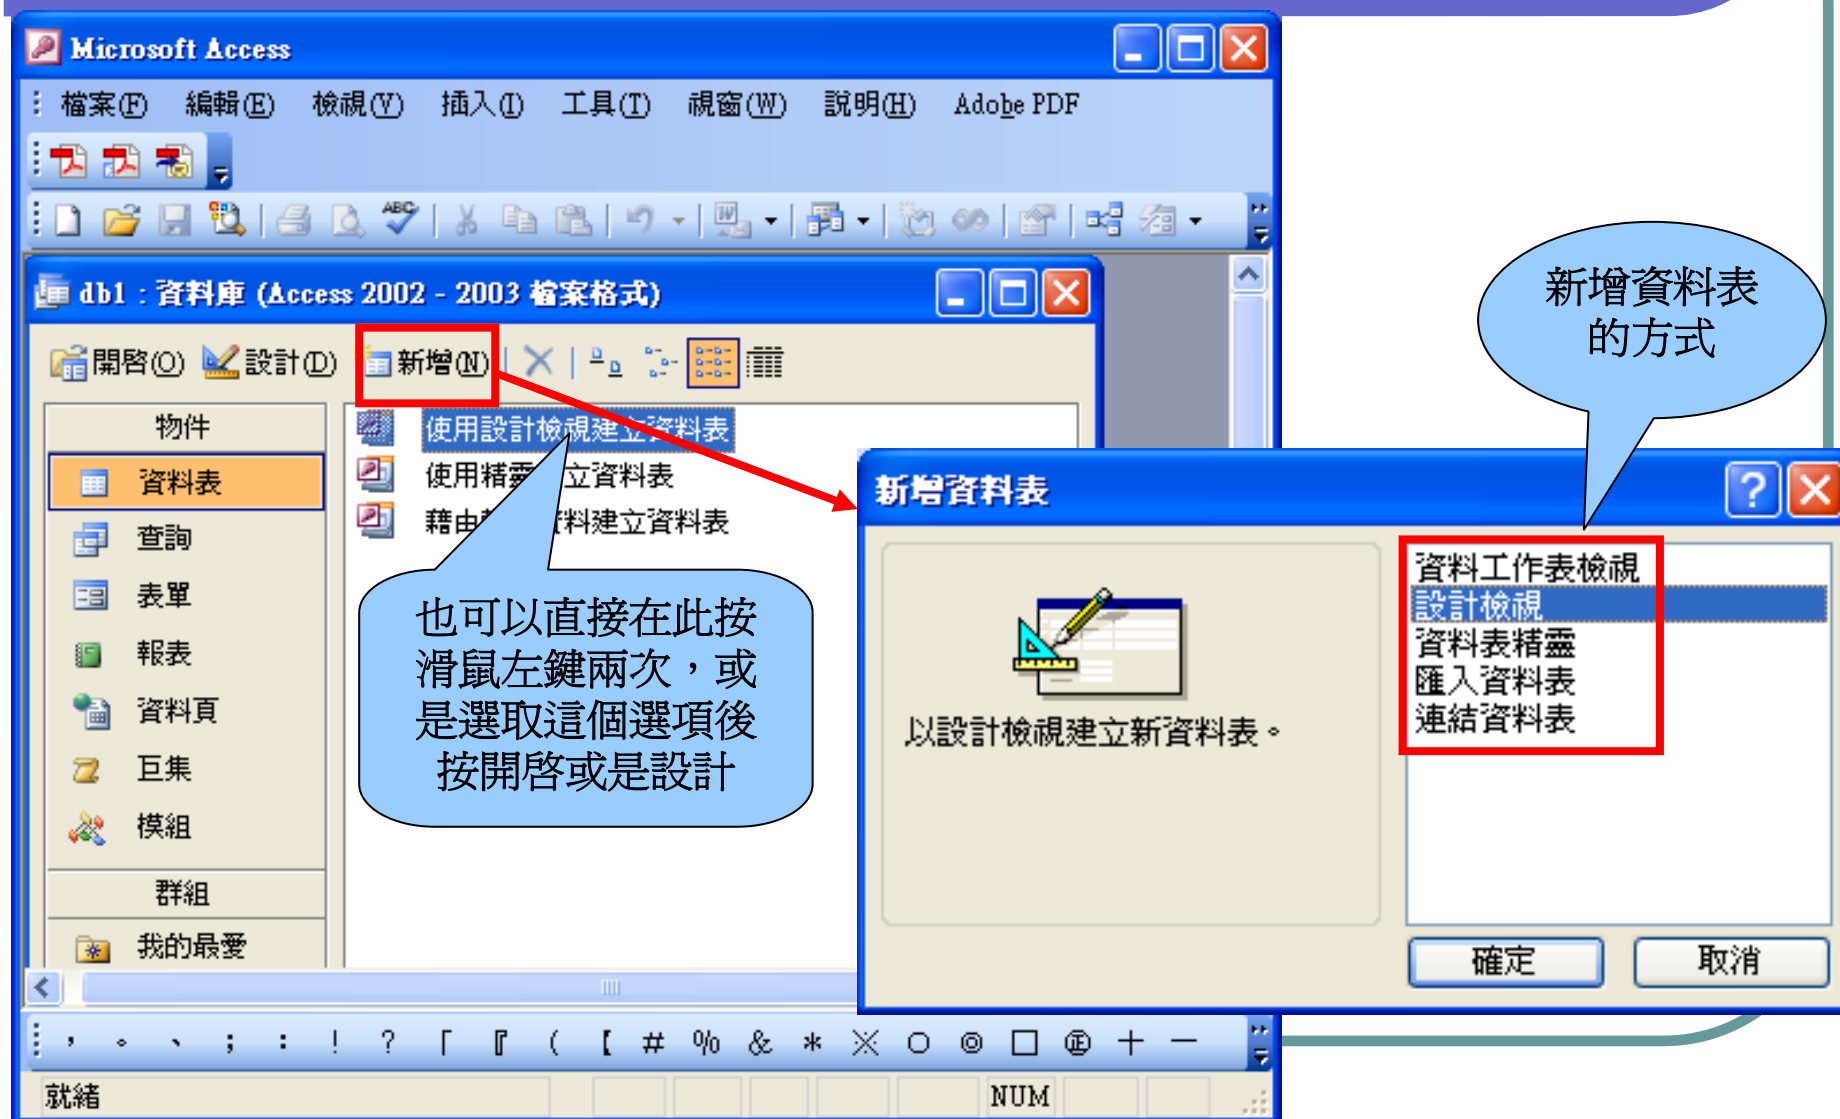 Microsoft Access
檔案(F) 編輯(E) 檢視(V) 插入(I) 工具(T) 視窗(W) 說明(H) Adobe PDF
db1 : 資料庫 (Access 2002 - 2003 檔案格式)
開啓(O) 設計(D) 新增(N)
物件
資料表
查詢
表單
報表
資料頁
巨集
模組
群組
我的最愛
使用設計檢視建立資料表
使用精靈 立資料表
藉由 資料建立資料表
也可以直接在此按
滑鼠左鍵兩次，或
是選取這個選項後
按開啓或是設計
新增資料表
的方式
新增資料表
以設計檢視建立新資料表。
資料工作表檢視
設計檢視
資料表精靈
匯入資料表
連結資料表
確定 取消
， 。 、 ； ： ！ ？ 「 『 （ 【 # % & * ※ ○ ◎ □ ㊣ ＋ －
就緒 NUM